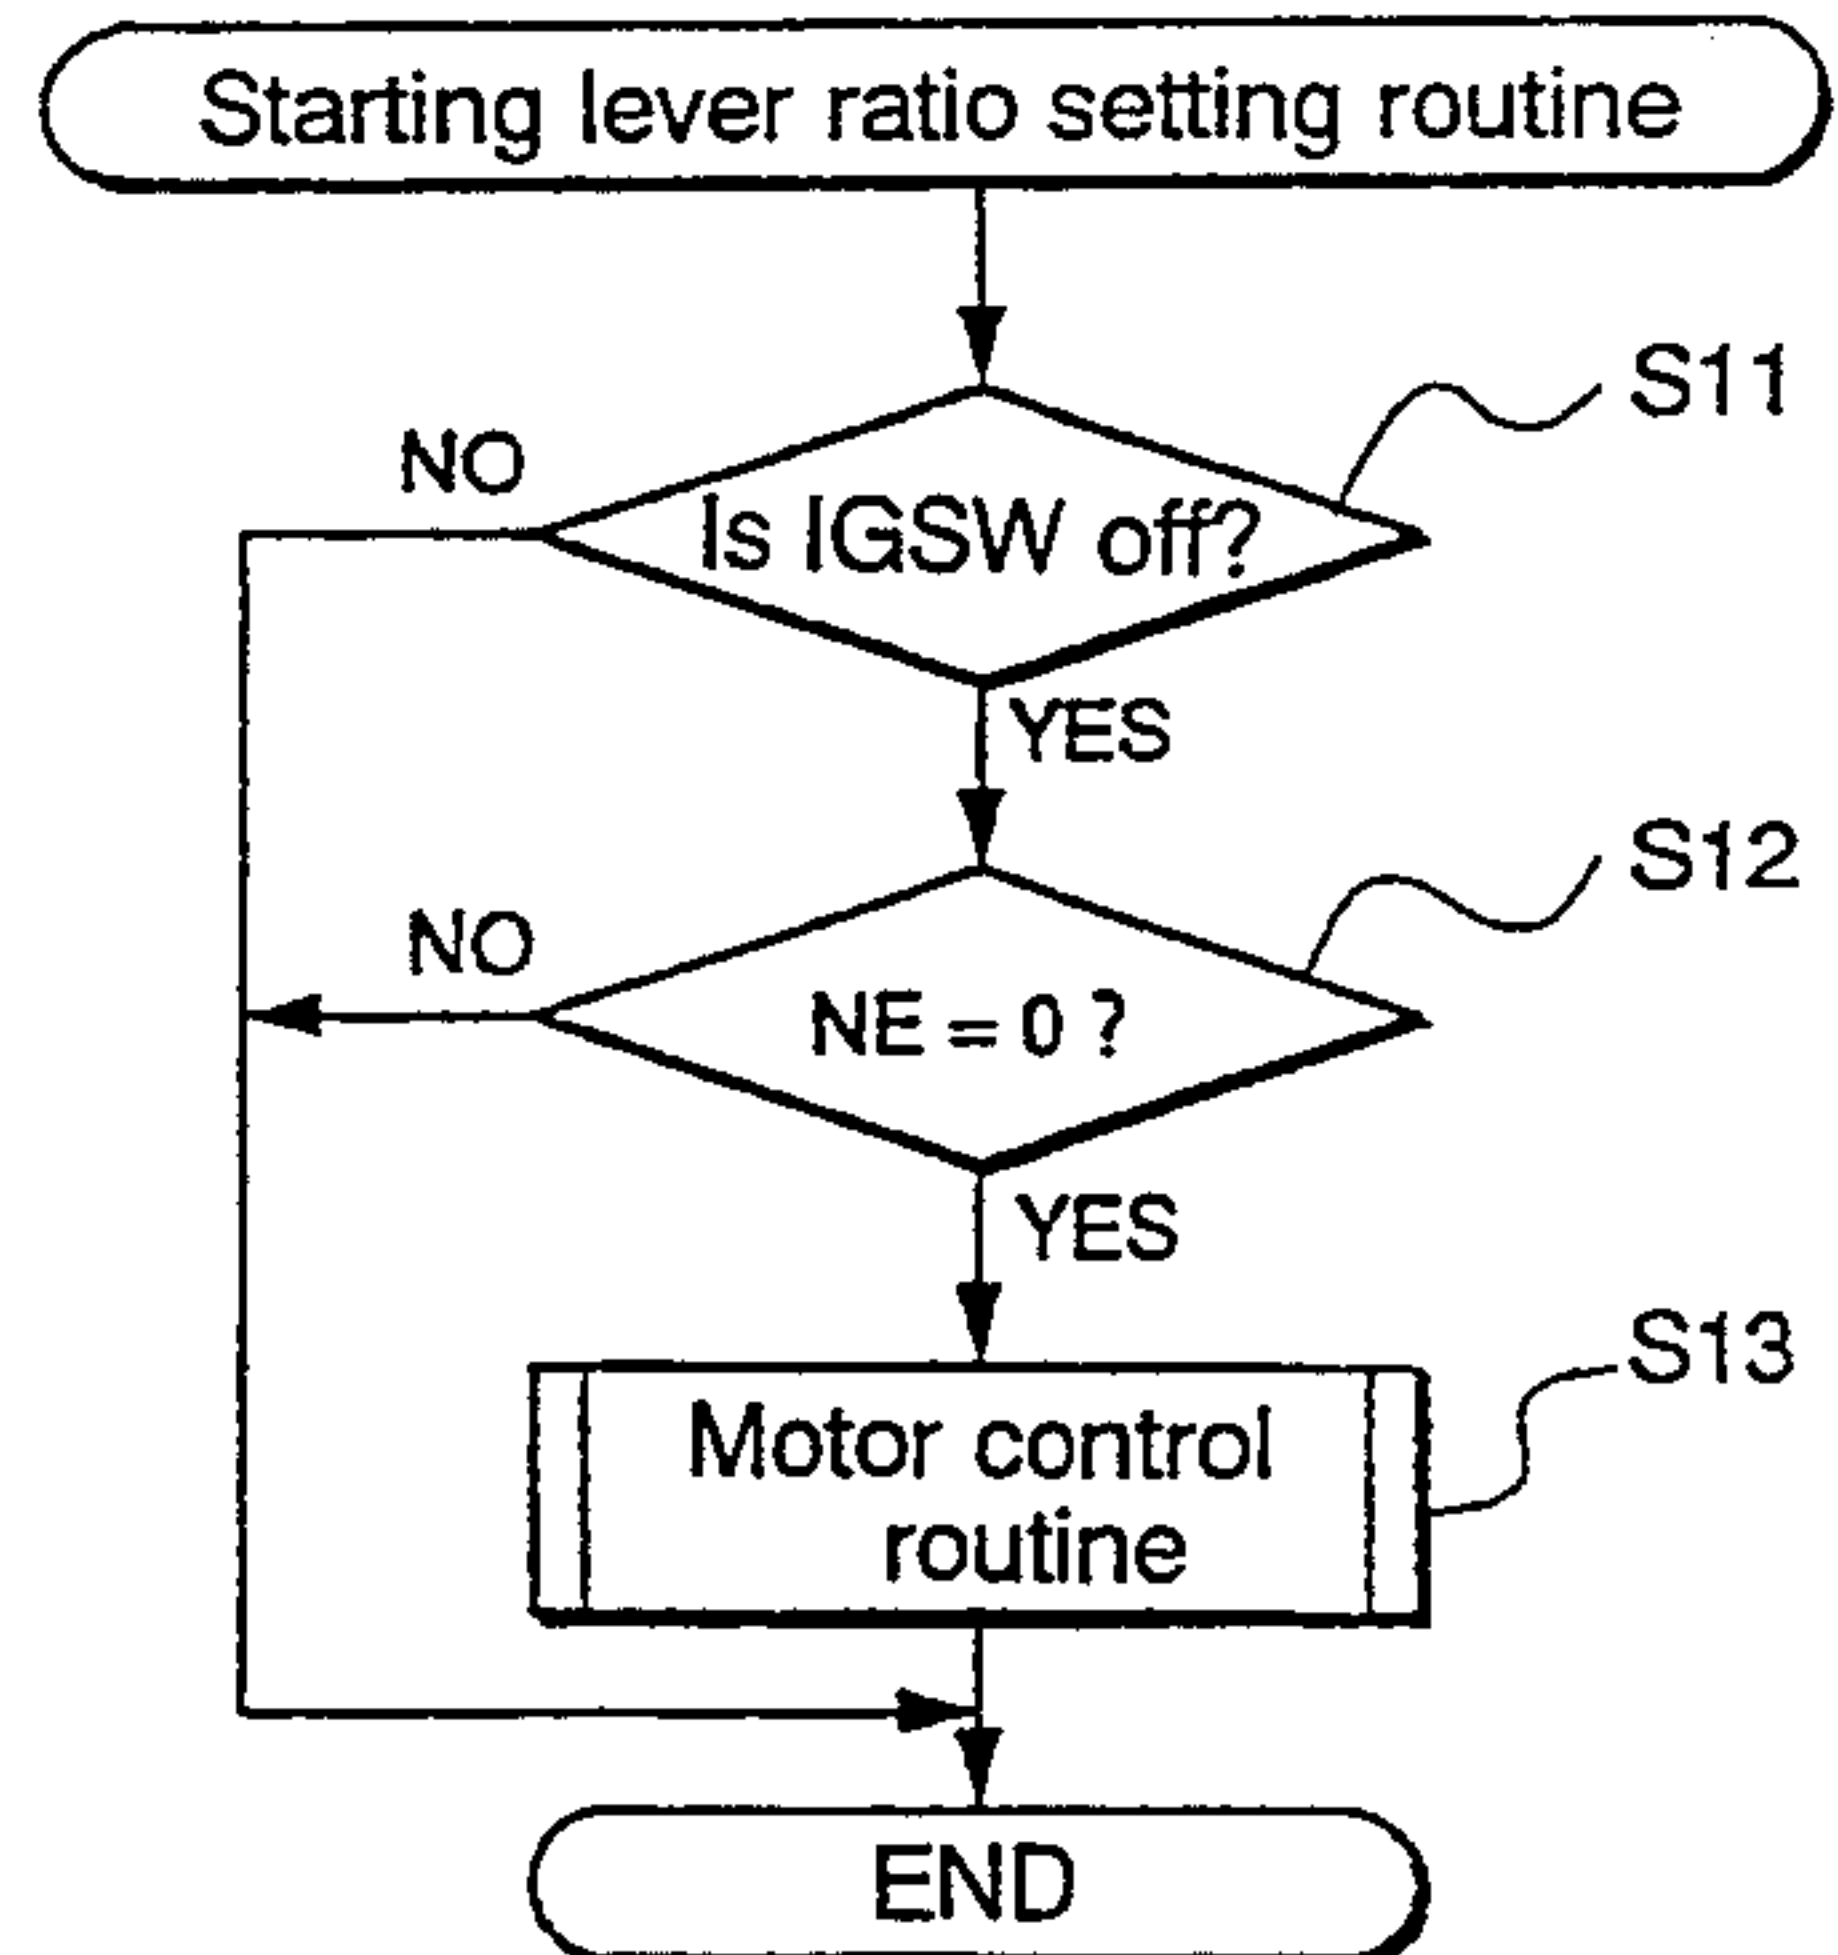 Starting lever ratio setting routine
S11
NO
Is IGSW off?
YES
S12
NO
NE = 0 ?
YES
S13
Motor control
routine
END